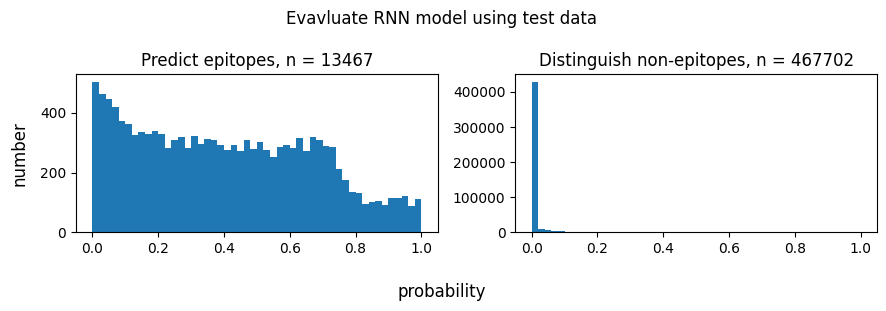 Evavluate RNN model using test data
Predict epitopes, n = 13467
Distinguish non-epitopes, n = 467702
number
400
200
0
0.0 0.2 0.4 0.6 0.8 1.0
400000
300000
200000
100000
0
0.0 0.2 0.4 0.6 0.8 1.0
probability